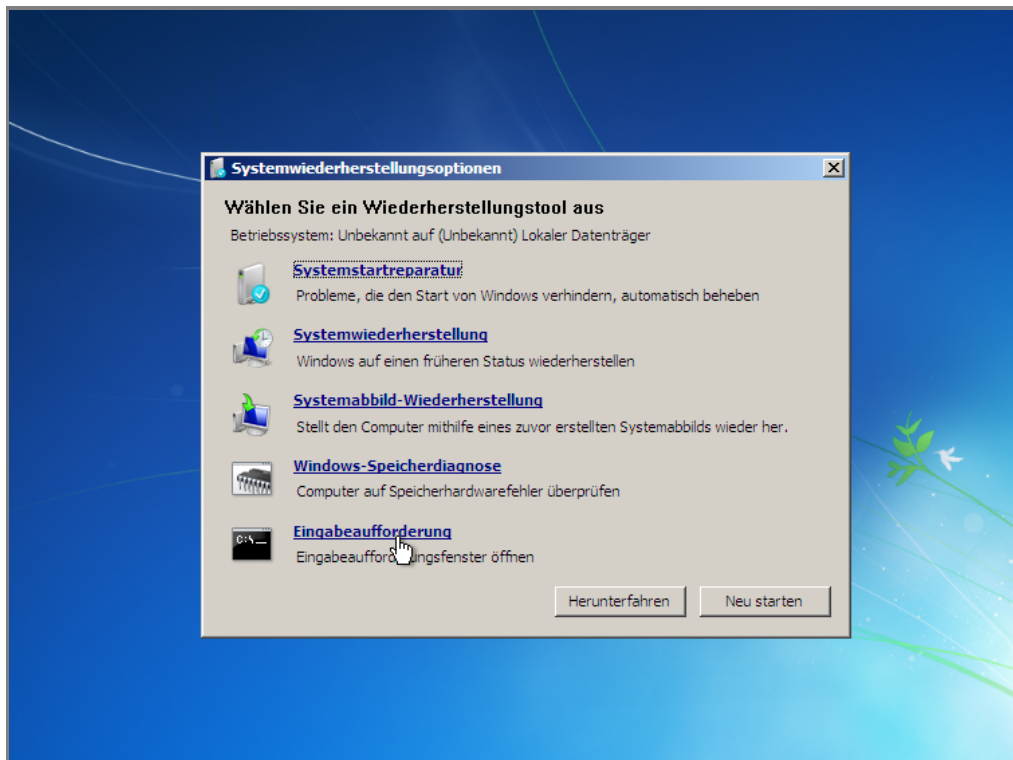 Systemwiederherstellungsoptionen
Wählen Sie ein Wiederherstellungstool aus
Betriebssystem: Unbekannt auf (Unbekannt) Lokaler Datenträger
Systemstartreparatur
Probleme, die den Start von Windows verhindern, automatisch beheben
Systemwiederherstellung
Windows auf einen früheren Status wiederherstellen
Systemabbild-Wiederherstellung
Stellt den Computer mithilfe eines zuvor erstellten Systemabbilds wieder her.
Windows-Speicherdiagnose
Computer auf Speicherhardwarefehler überprüfen
C:\_
Eingabeaufforderung
Eingabeaufforderungsfenster öffnen
Herunterfahren
Neu starten